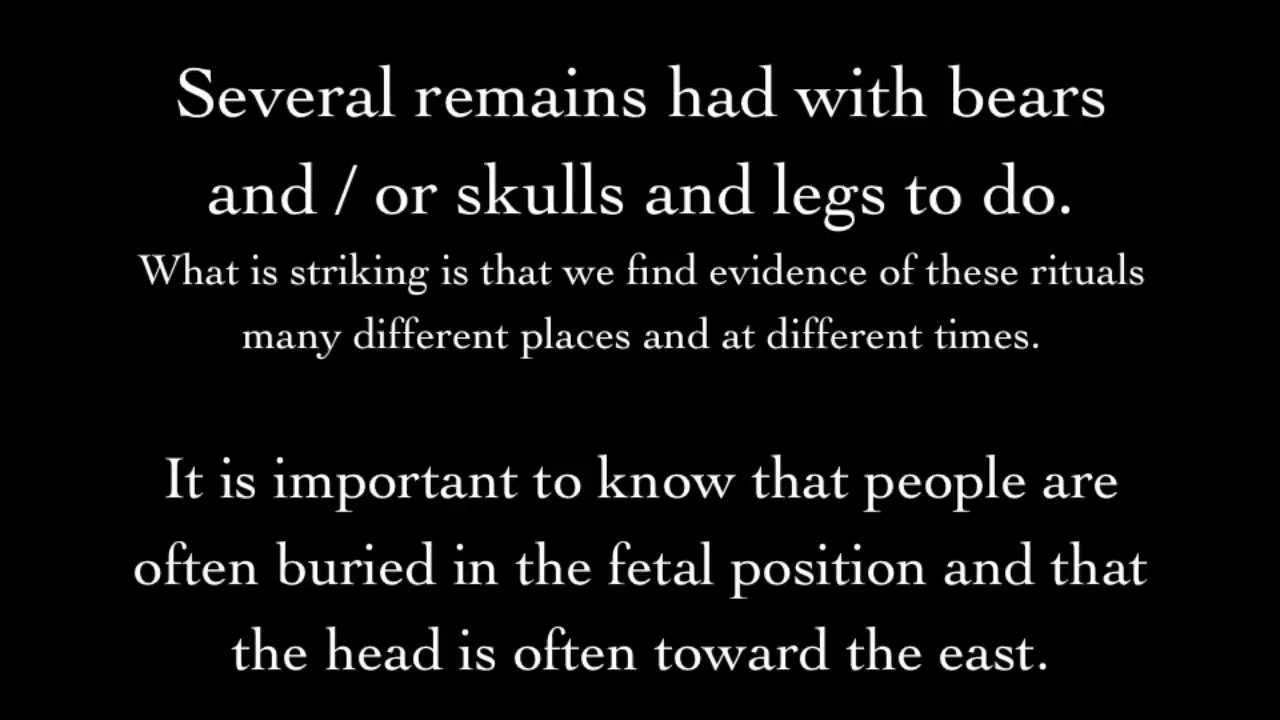 Several remains had with bears
and / or skulls and legs to do.
What is striking is that we find evidence of these rituals
many different places and at different times.
It is important to know that people are
often buried in the fetal position and that
the head is often toward the east.